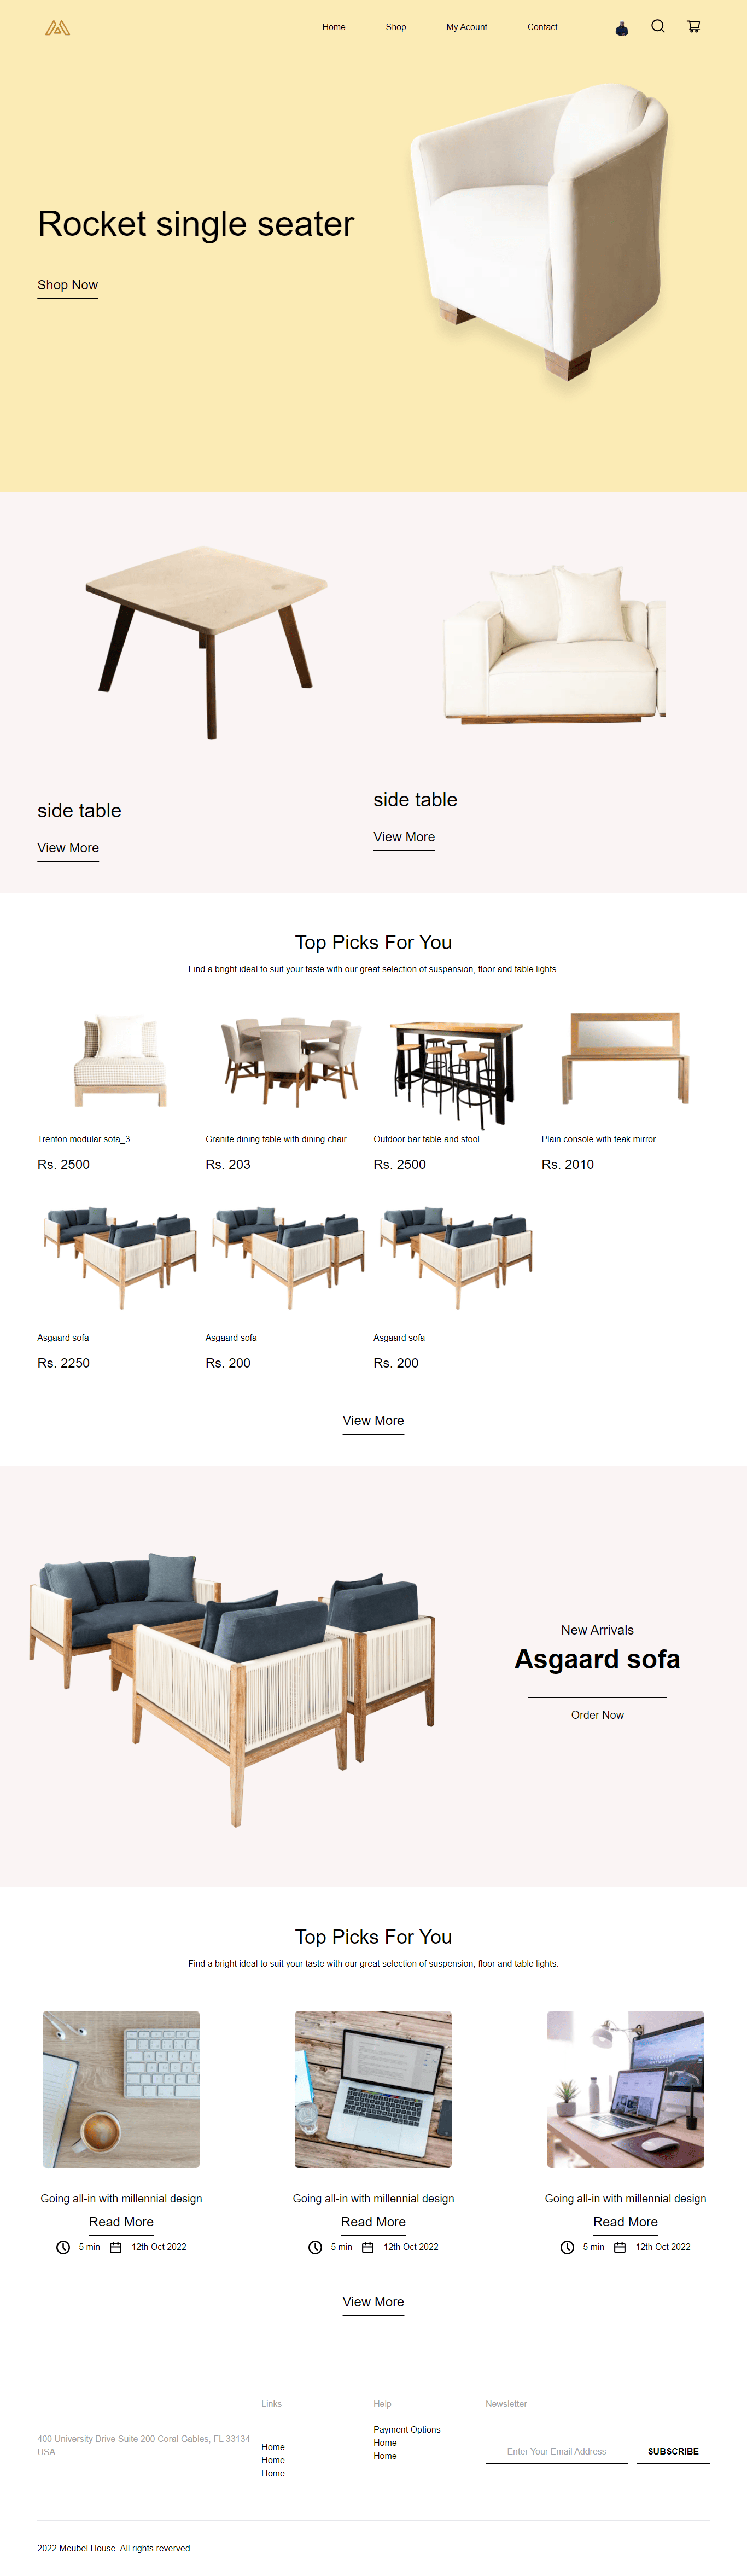 Home Shop My Acount Contact
Rocket single seater
Shop Now
side table
View More
side table
View More
Top Picks For You
Find a bright ideal to suit your taste with our great selection of suspension, floor and table lights.
Trenton modular sofa_3
Rs. 2500
Granite dining table with dining chair
Rs. 203
Outdoor bar table and stool
Rs. 2500
Plain console with teak mirror
Rs. 2010
Asgaard sofa
Rs. 2250
Asgaard sofa
Rs. 200
Asgaard sofa
Rs. 200
View More
New Arrivals
Asgaard sofa
Order Now
Top Picks For You
Find a bright ideal to suit your taste with our great selection of suspension, floor and table lights.
Going all-in with millennial design
Read More
5 min 12th Oct 2022
Going all-in with millennial design
Read More
5 min 12th Oct 2022
Going all-in with millennial design
Read More
5 min 12th Oct 2022
View More
400 University Drive Suite 200 Coral Gables, FL 33134
USA
Links
Home
Home
Home
Help
Payment Options
Home
Home
Newsletter
Enter Your Email Address SUBSCRIBE
2022 Meubel House. All rights reverved